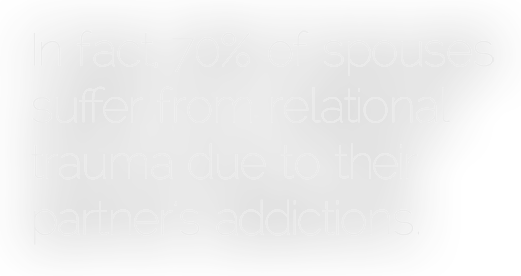 In fact, 70% of spouses
suffer from relational
trauma due to their
partner's addictions.